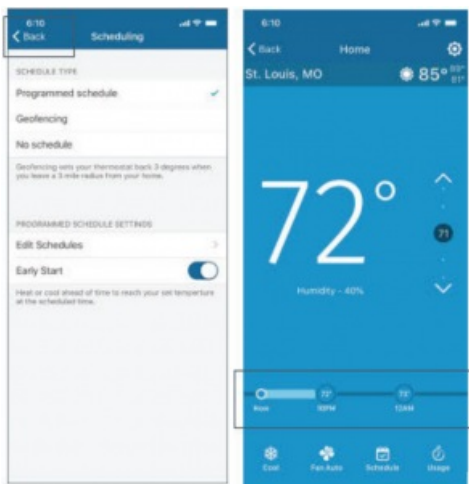 6:10
Back
Scheduling
SCHEDULE TYPE
Programmed schedule
Geofencing
No schedule
Geofencing sets your thermostat back 3 degrees when
you leave a 3 mile radius from your home.
PROGRAMMED SCHEDULE SETTINGS
Edit Schedules
Early Start
Heat or cool ahead of time to reach your set temperture
at the scheduled time.
6:10
Back
Home
St. Louis, MO
85°
72°
71
Humidity - 40%
72°
72°
12AM
Cool
Fan Auto
Schedule
Usage